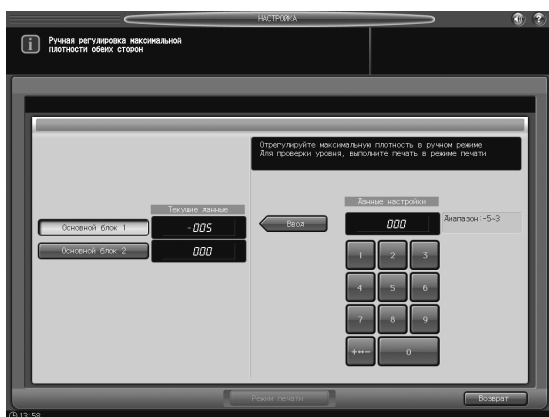 НАСТРОЙКА
Ручная регулировка максимальной
плотности обеих сторон
Отрегулируйте максимальную плотность в ручном режиме
Для проверки уровня, выполните печать в режиме печати
Текущие данные
Данные настройки
Основной блок 1
-005
Ввод
000
Диапазон:-5~3
Основной блок 2
000
1 2 3
4 5 6
7 8 9
+↔- 0
Режим печати
Возврат
13:58